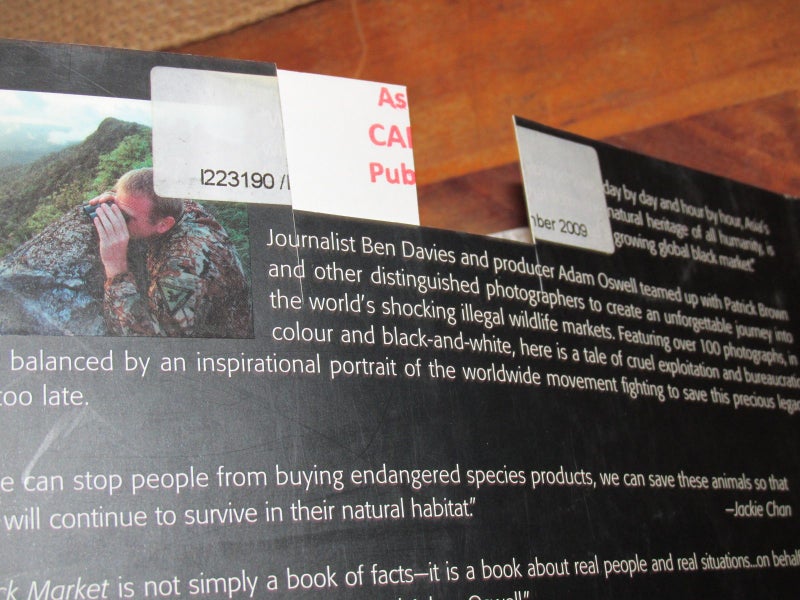 As
CAI
Pub
I223190 /
nber 2009
day by day and hour by hour, Asia's
natural heritage of all humanity, is
growing global black market."
Journalist Ben Davies and producer Adam Oswell teamed up with Patrick Brown
and other distinguished photographers to create an unforgettable journey into
the world's shocking illegal wildlife markets. Featuring over 100 photographs, in
colour and black-and-white, here is a tale of cruel exploitation and bureaucratic
balanced by an inspirational portrait of the worldwide movement fighting to save this precious legac
too late.
e can stop people from buying endangered species products, we can save these animals so that
will continue to survive in their natural habitat."
—Jackie Chan
ck Market is not simply a book of facts—it is a book about real people and real situations...on behalf